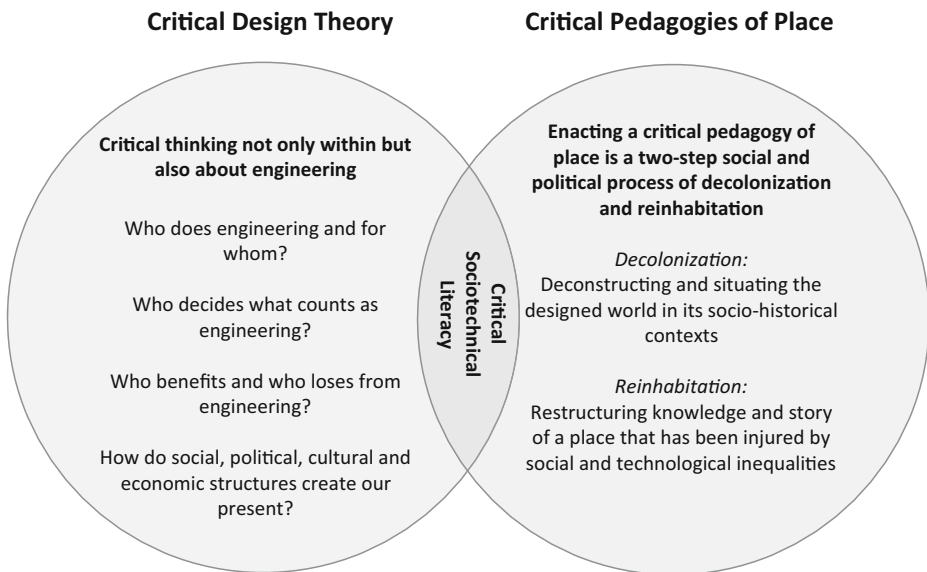 Critical Design Theory
Critical Pedagogies of Place
Critical thinking not only within but
also about engineering
Who does engineering and for
whom?
Who decides what counts as
engineering?
Who benefits and who loses from
engineering?
How do social, political, cultural and
economic structures create our
present?
Critical
Sociotechnical
Literacy
Enacting a critical pedagogy of
place is a two-step social and
political process of decolonization
and reinhabitation
Decolonization:
Deconstructing and situating the
designed world in its socio-historical
contexts
Reinhabitation:
Restructuring knowledge and story
of a place that has been injured by
social and technological inequalities